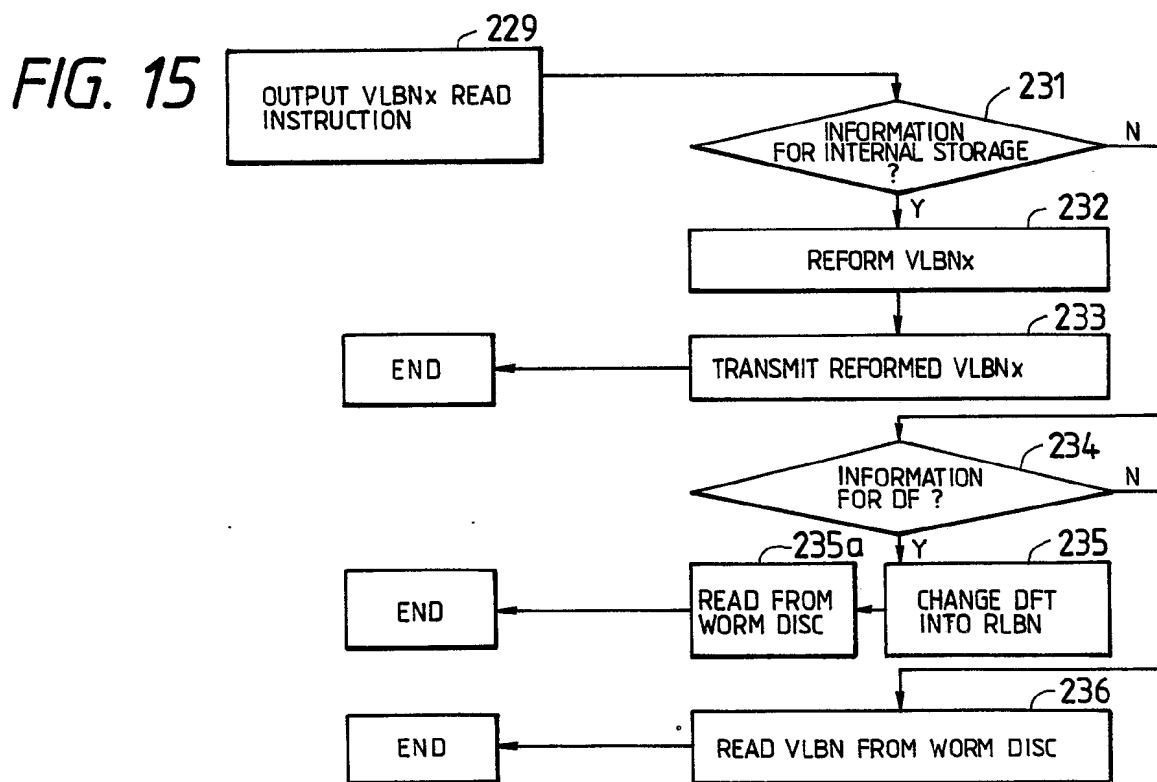 FIG. 15
229
OUTPUT VLBNx READ
INSTRUCTION
231
INFORMATION
FOR INTERNAL STORAGE
?
N
Y
232
REFORM VLBNx
233
TRANSMIT REFORMED VLBNx
END
234
INFORMATION
FOR DF ?
N
Y
235a
235
END
READ FROM
WORM DISC
CHANGE DFT
INTO RLBN
236
END
READ VLBN FROM WORM DISC